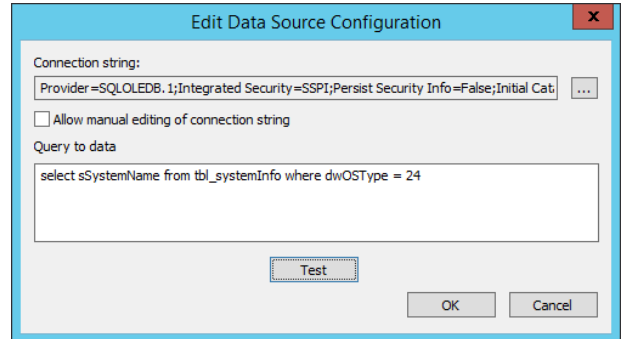 Edit Data Source Configuration
x
Connection string:
Provider=SQLOLEDB.1;Integrated Security=SSPI;Persist Security Info=False;Initial Cat
...
Allow manual editing of connection string
Query to data
select sSystemName from tbl_systemInfo where dwOSType = 24
Test
OK Cancel